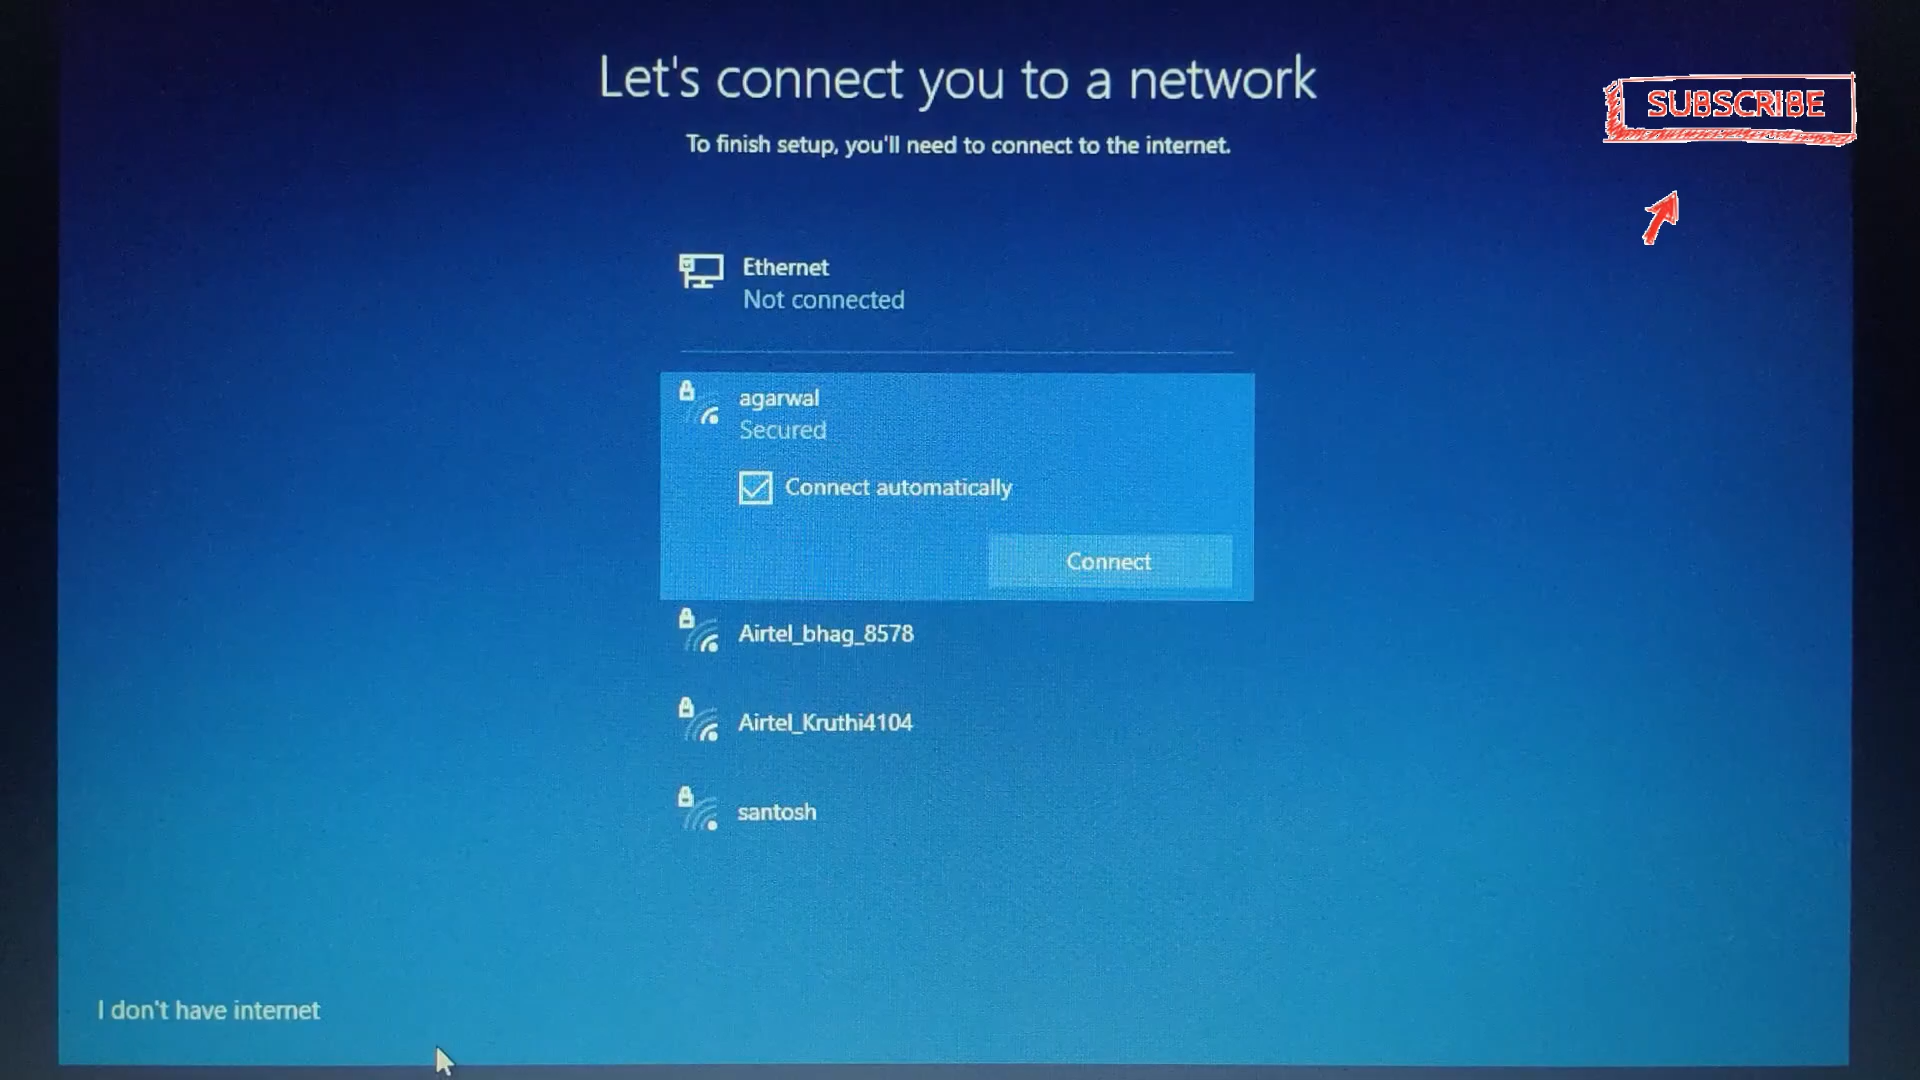 Let's connect you to a network
SUBSCRIBE
To finish setup, you'll need to connect to the internet.
Ethernet
Not connected
agarwal
Secured
Connect automatically
Connect
Airtel_bhag_8578
Airtel_Kruthi4104
santosh
I don't have internet